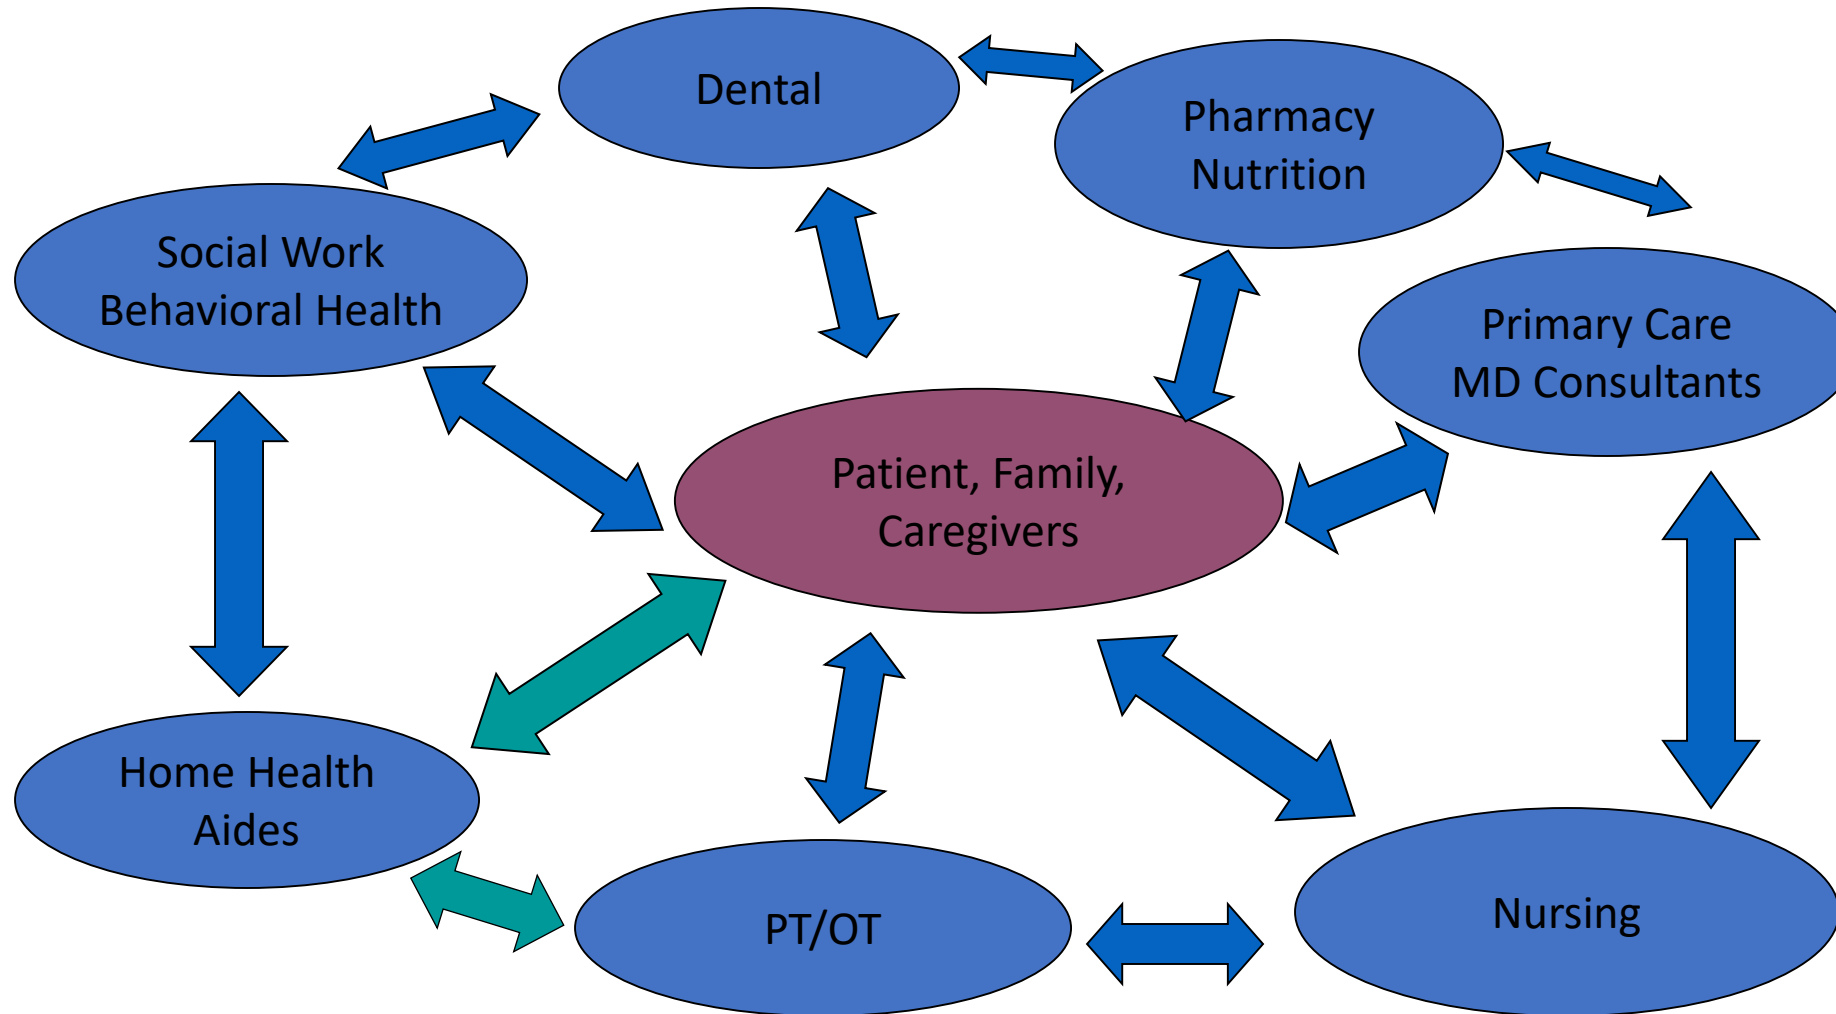 Dental
Pharmacy
Nutrition
Social Work
Behavioral Health
Primary Care
MD Consultants
Patient, Family,
Caregivers
Home Health
Aides
PT/OT
Nursing